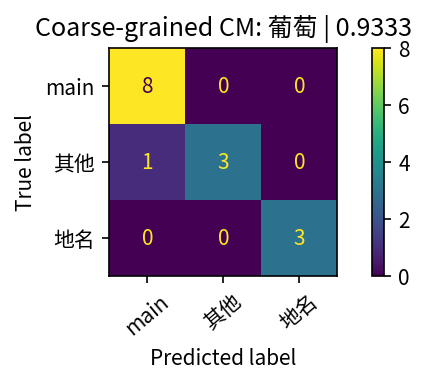 Coarse-grained CM: 葡萄 | 0.9333
True label
main 8 0 0
其他 1 3 0
地名 0 0 3
main 其他 地名
Predicted label
8
6
4
2
0